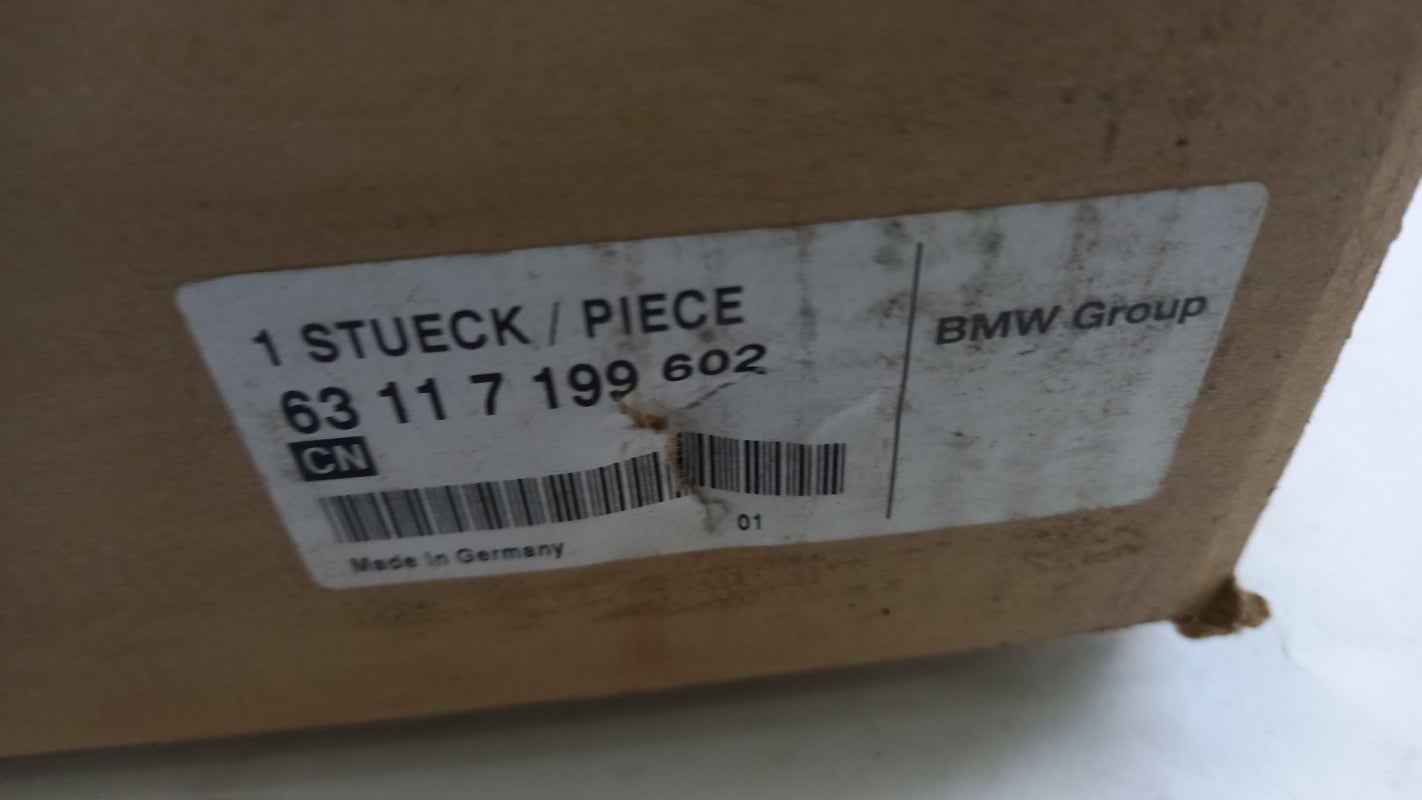 1 STUECK / PIECE
63 11 7 199 602
CN
01
Made in Germany
BMW Group